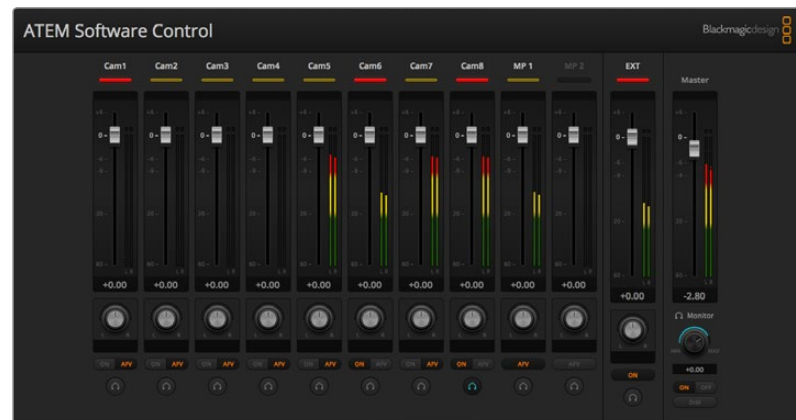 ATEM Software Control
Blackmagicdesign
Cam1 Cam2 Cam3 Cam4 Cam5 Cam6 Cam7 Cam8 MP 1 MP 2 EXT
Master
+0.00 +0.00 +0.00 +0.00 +0.00 +0.00 +0.00 +0.00 +0.00 +0.00 +0.00 -2.80
Monitor
MIN MAX
ON AFV ON AFV ON AFV ON AFV ON AFV ON AFV ON AFV ON AFV AFV AFV
+0.00
ON
ON OFF